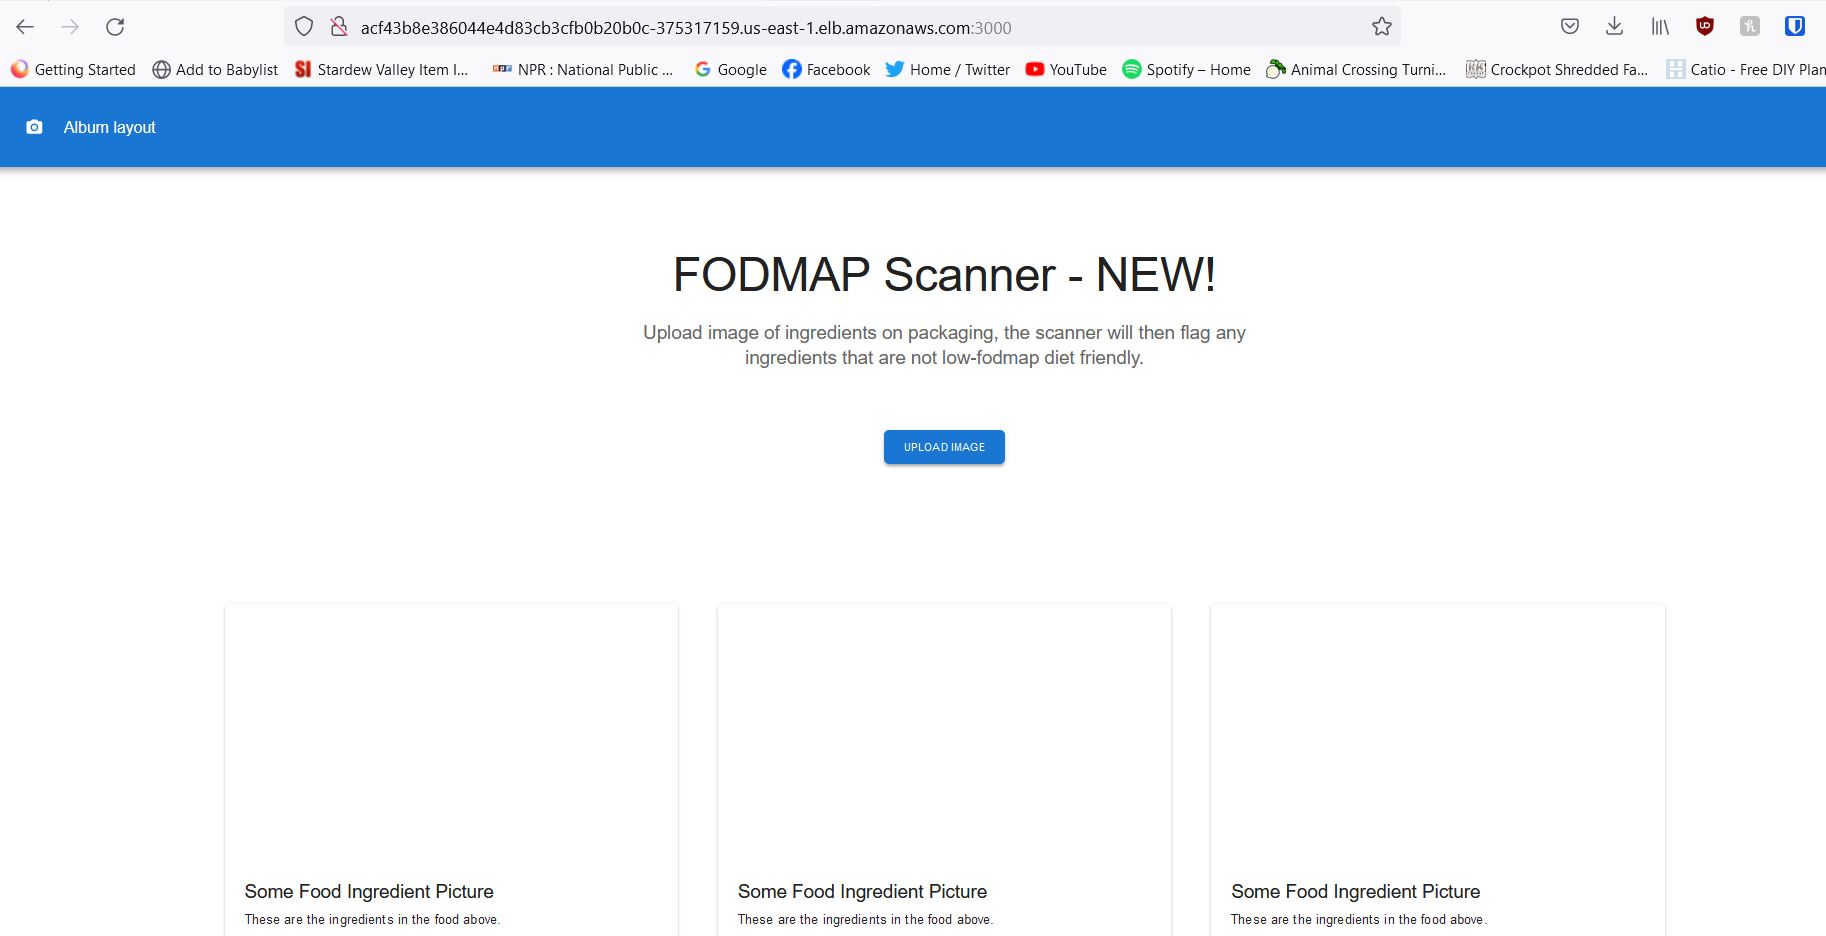 acf43b8e386044e4d83cb3cfb0b20b0c-375317159.us-east-1.elb.amazonaws.com:3000
Getting Started Add to Babylist Stardew Valley Item I... NPR : National Public ... Google Facebook Home / Twitter YouTube Spotify – Home Animal Crossing Turni... Crockpot Shredded Fa... Catio - Free DIY Plan
Album layout
FODMAP Scanner - NEW!
Upload image of ingredients on packaging, the scanner will then flag any
ingredients that are not low-fodmap diet friendly.
UPLOAD IMAGE
Some Food Ingredient Picture Some Food Ingredient Picture Some Food Ingredient Picture
These are the ingredients in the food above. These are the ingredients in the food above. These are the ingredients in the food above.